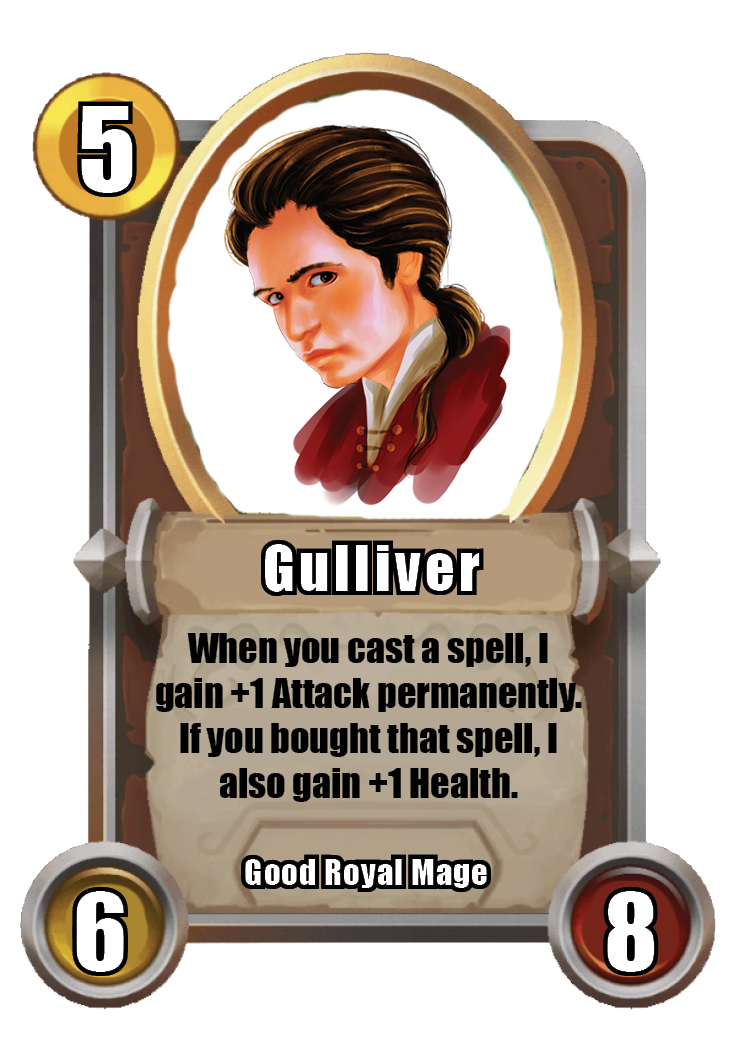 5
Gulliver
When you cast a spell, I
gain +1 Attack permanently.
If you bought that spell, I
also gain +1 Health.
Good Royal Mage
6
8